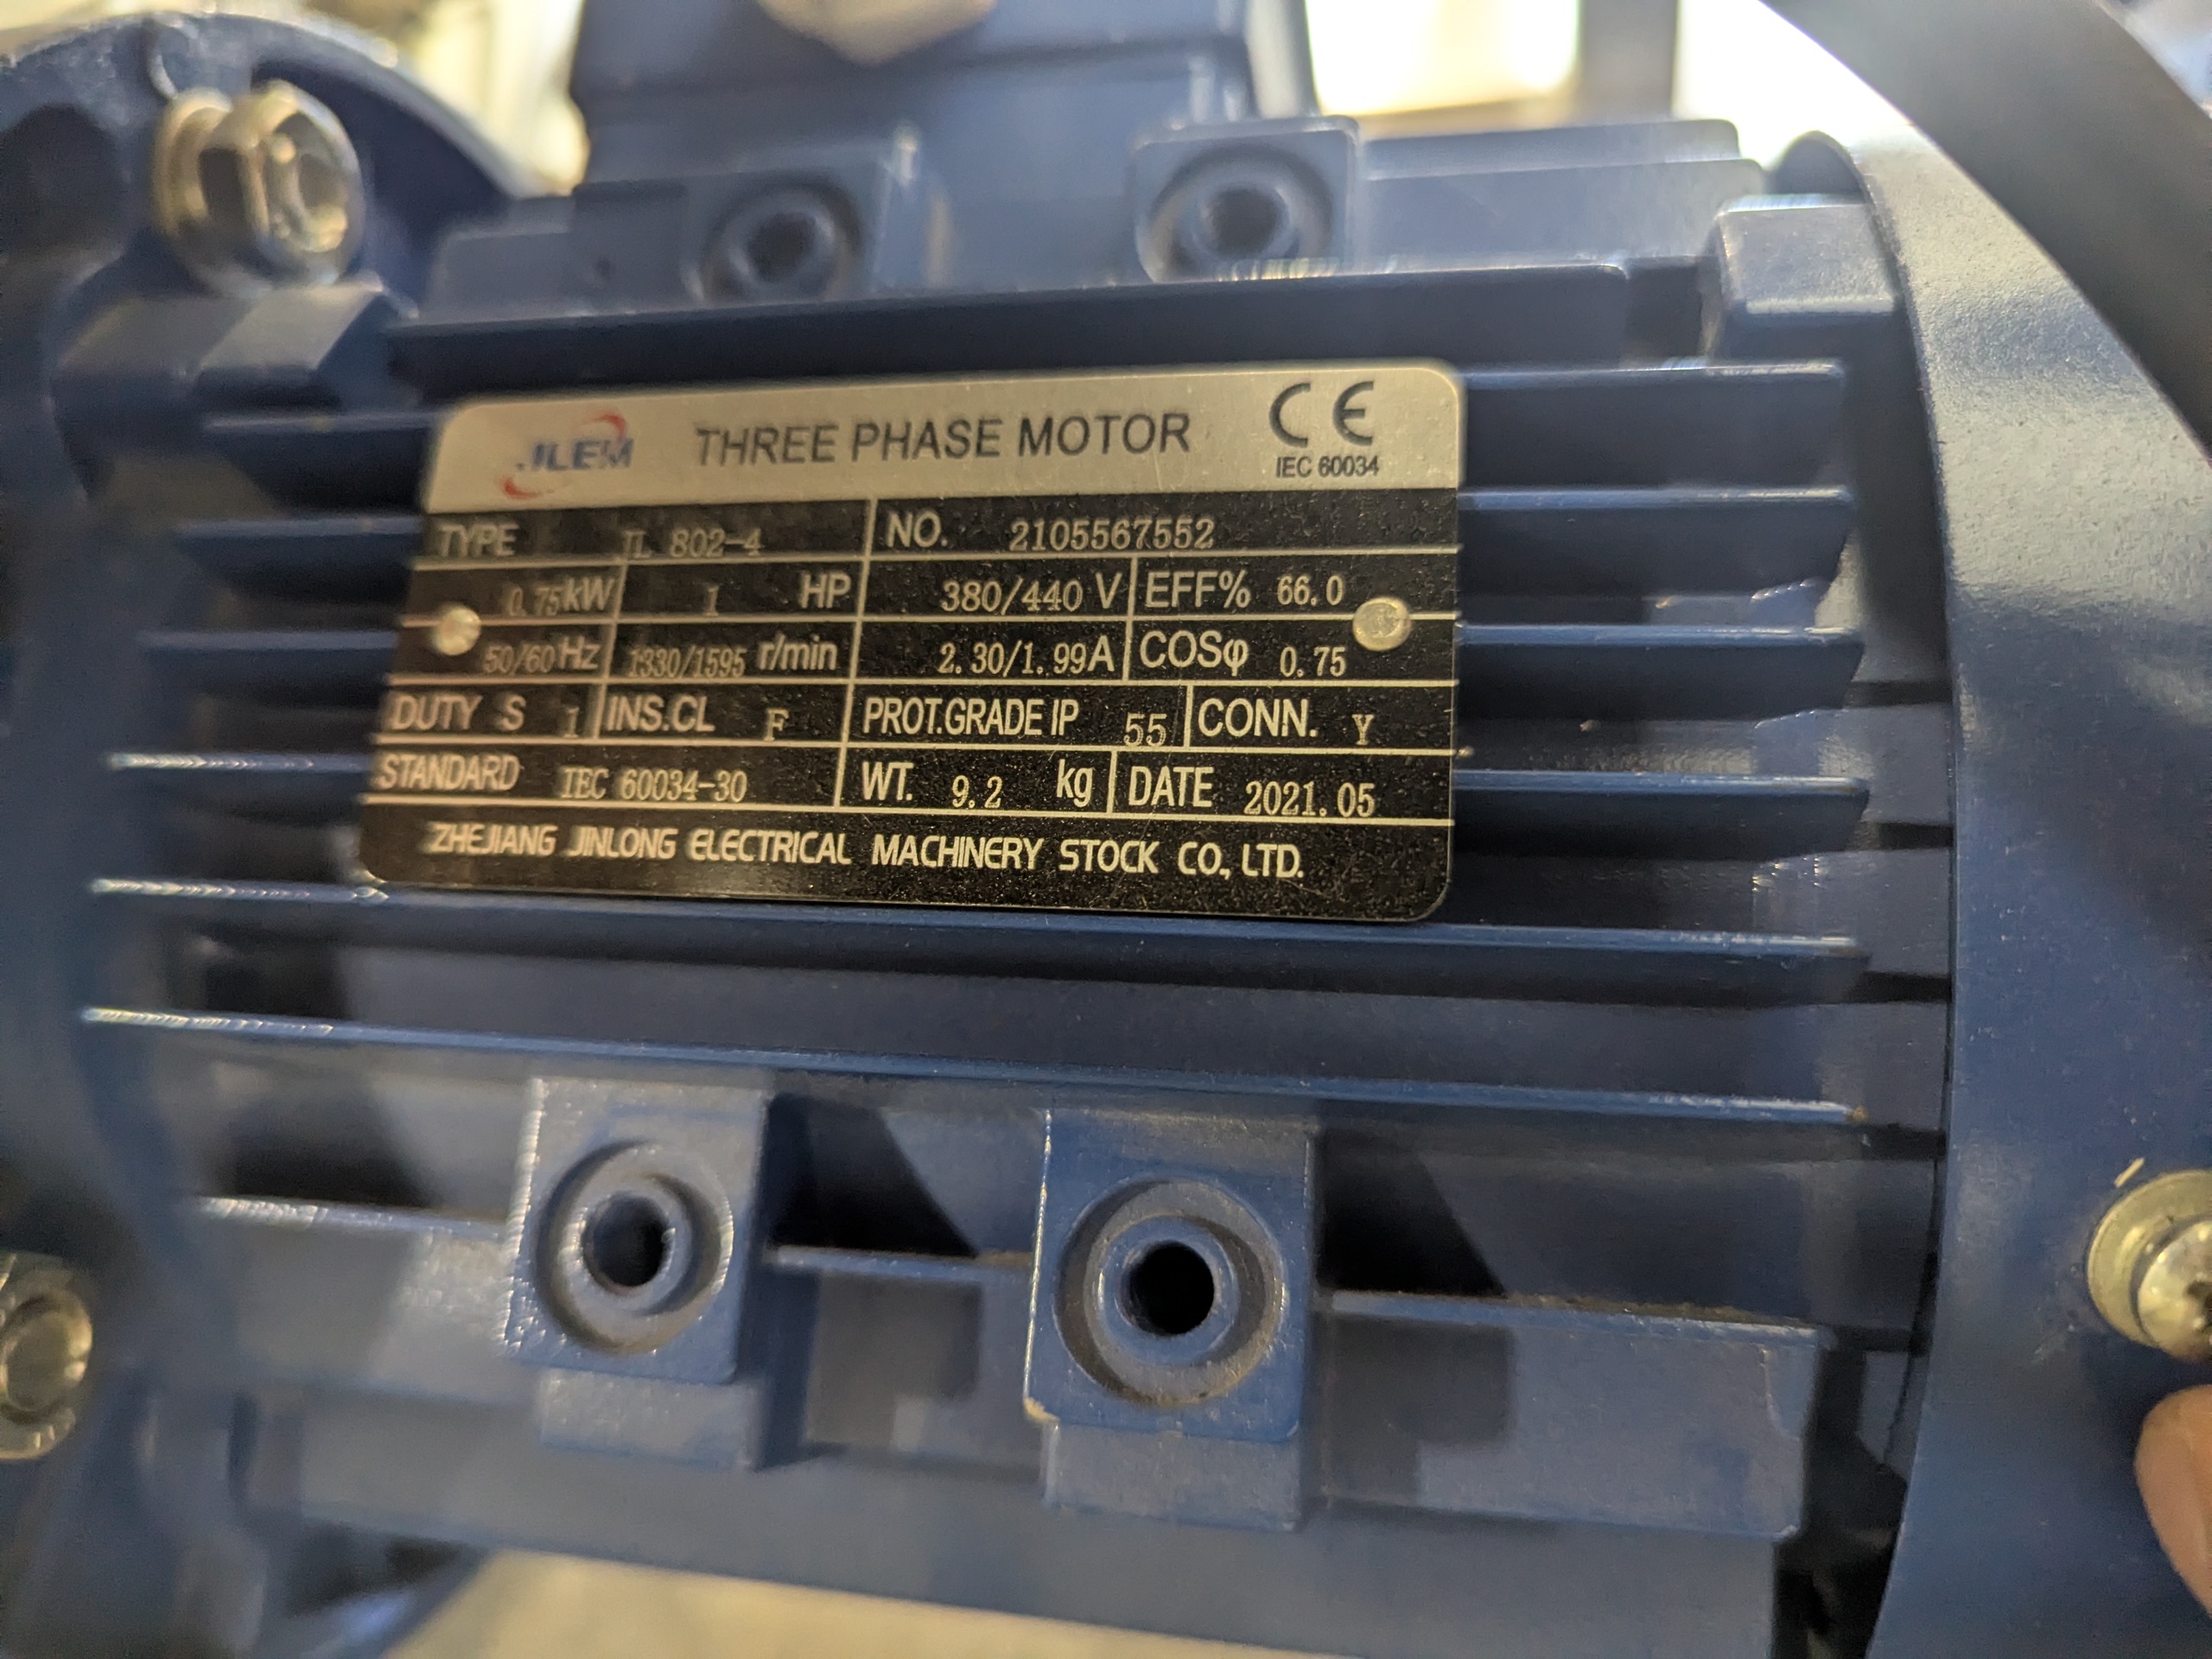 JLEM THREE PHASE MOTOR CE
IEC 60034
TYPE JL 802-4 NO. 2105567552
0.75kW 1 HP 380/440 V EFF% 66.0
50/60Hz 1330/1595 r/min 2.30/1.99A COSφ 0.75
DUTY S 1 INS.CL F PROT.GRADE IP 55 CONN. Y
STANDARD IEC 60034-30 WT. 9.2 kg DATE 2021.05
ZHEJIANG JINLONG ELECTRICAL MACHINERY STOCK CO., LTD.